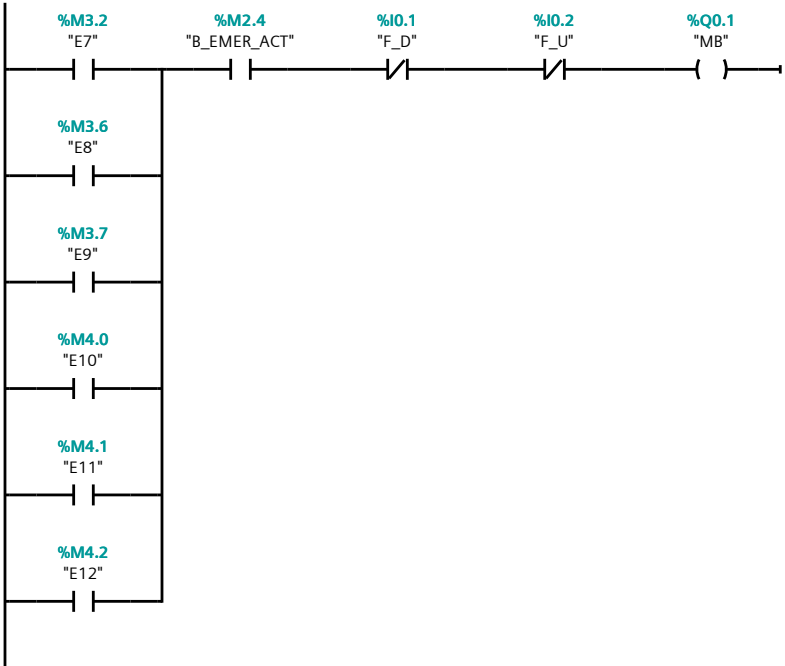 %M3.2 %M2.4 %I0.1 %I0.2 %Q0.1
"E7" "B_EMER_ACT" "F_D" "F_U" "MB"
%M3.6
"E8"
%M3.7
"E9"
%M4.0
"E10"
%M4.1
"E11"
%M4.2
"E12"